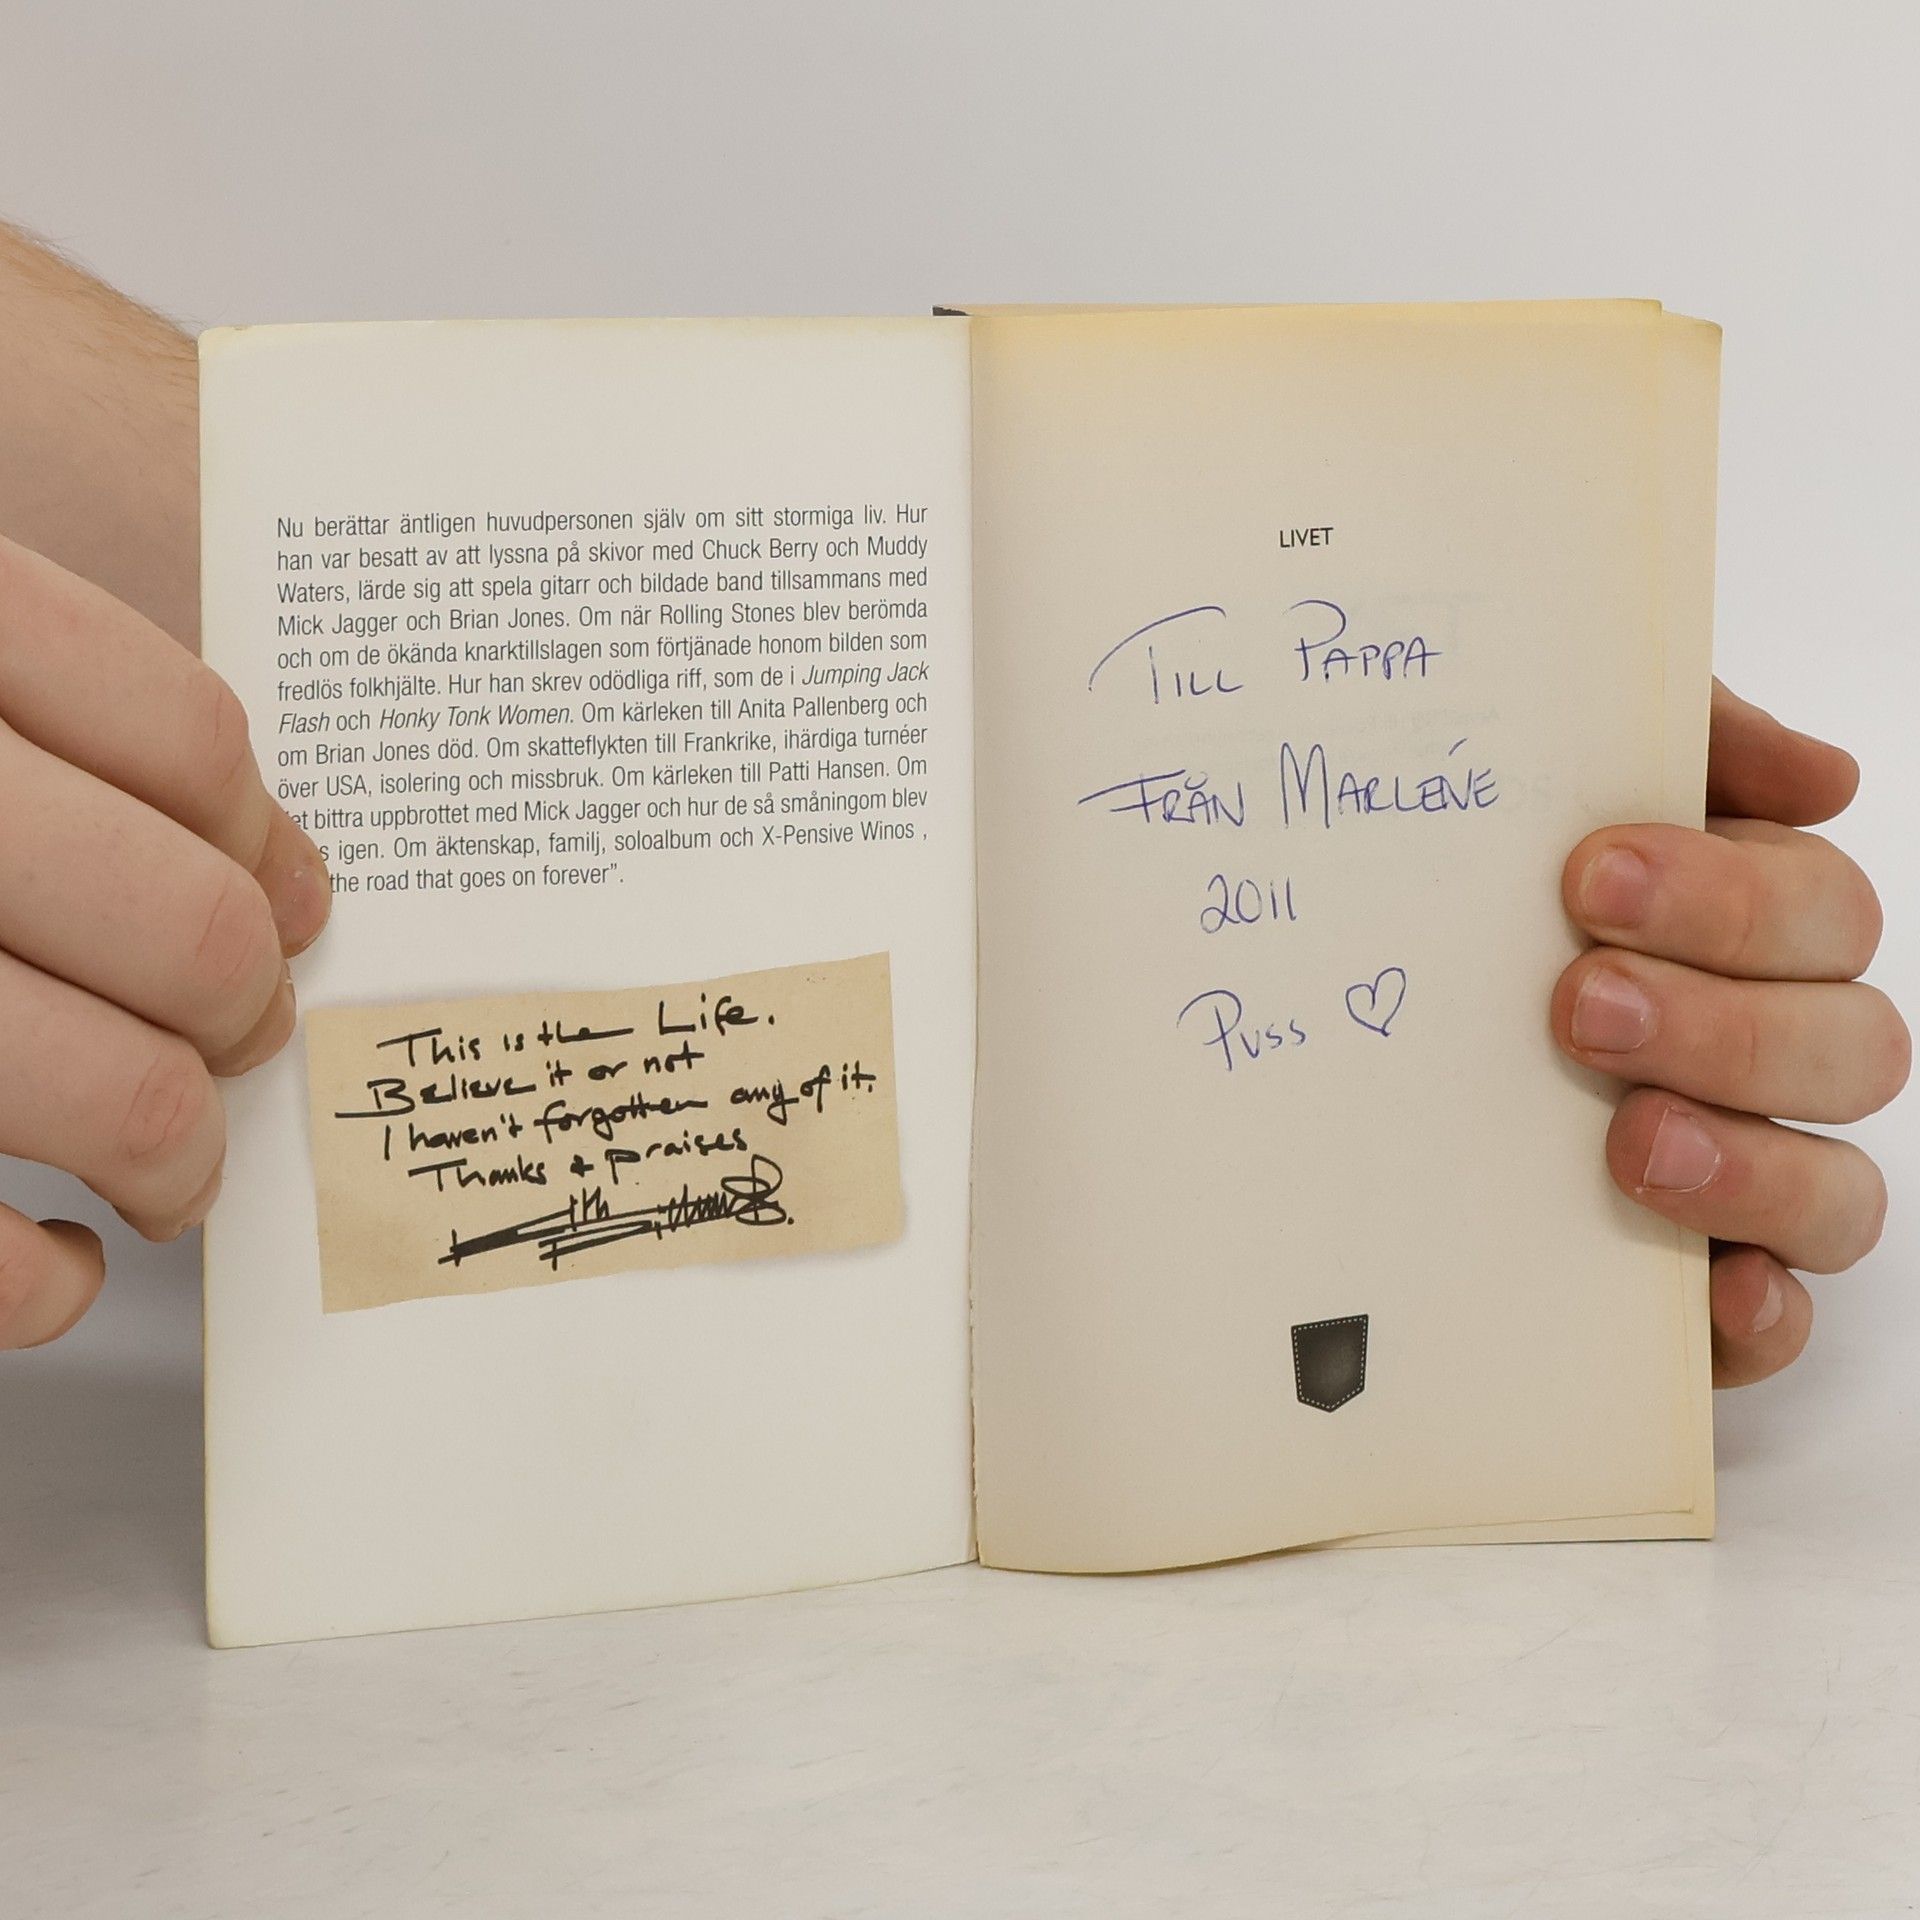 Nu berättar äntligen huvudpersonen själv om sitt stormiga liv. Hur
han var besatt av att lyssna på skivor med Chuck Berry och Muddy
Waters, lärde sig att spela gitarr och bildade band tillsammans med
Mick Jagger och Brian Jones. Om när Rolling Stones blev berömda
och om de ökända knarktillslagen som förtjänade honom bilden som
fredlös folkhjälte. Hur han skrev odödliga riff, som de i Jumping Jack
Flash och Honky Tonk Women. Om kärleken till Anita Pallenberg och
om Brian Jones död. Om skatteflykten till Frankrike, ihärdiga turnéer
över USA, isolering och missbruk. Om kärleken till Patti Hansen. Om
et bittra uppbrottet med Mick Jagger och hur de så småningom blev
s igen. Om äktenskap, familj, soloalbum och X-Pensive Winos ,
the road that goes on forever”.
This is the Life.
Believe it or not
I haven't forgotten any of it.
Thanks & praises
LIVET
TILL PAPPA
FRÅN MARLENE
2011
PUSS ♡